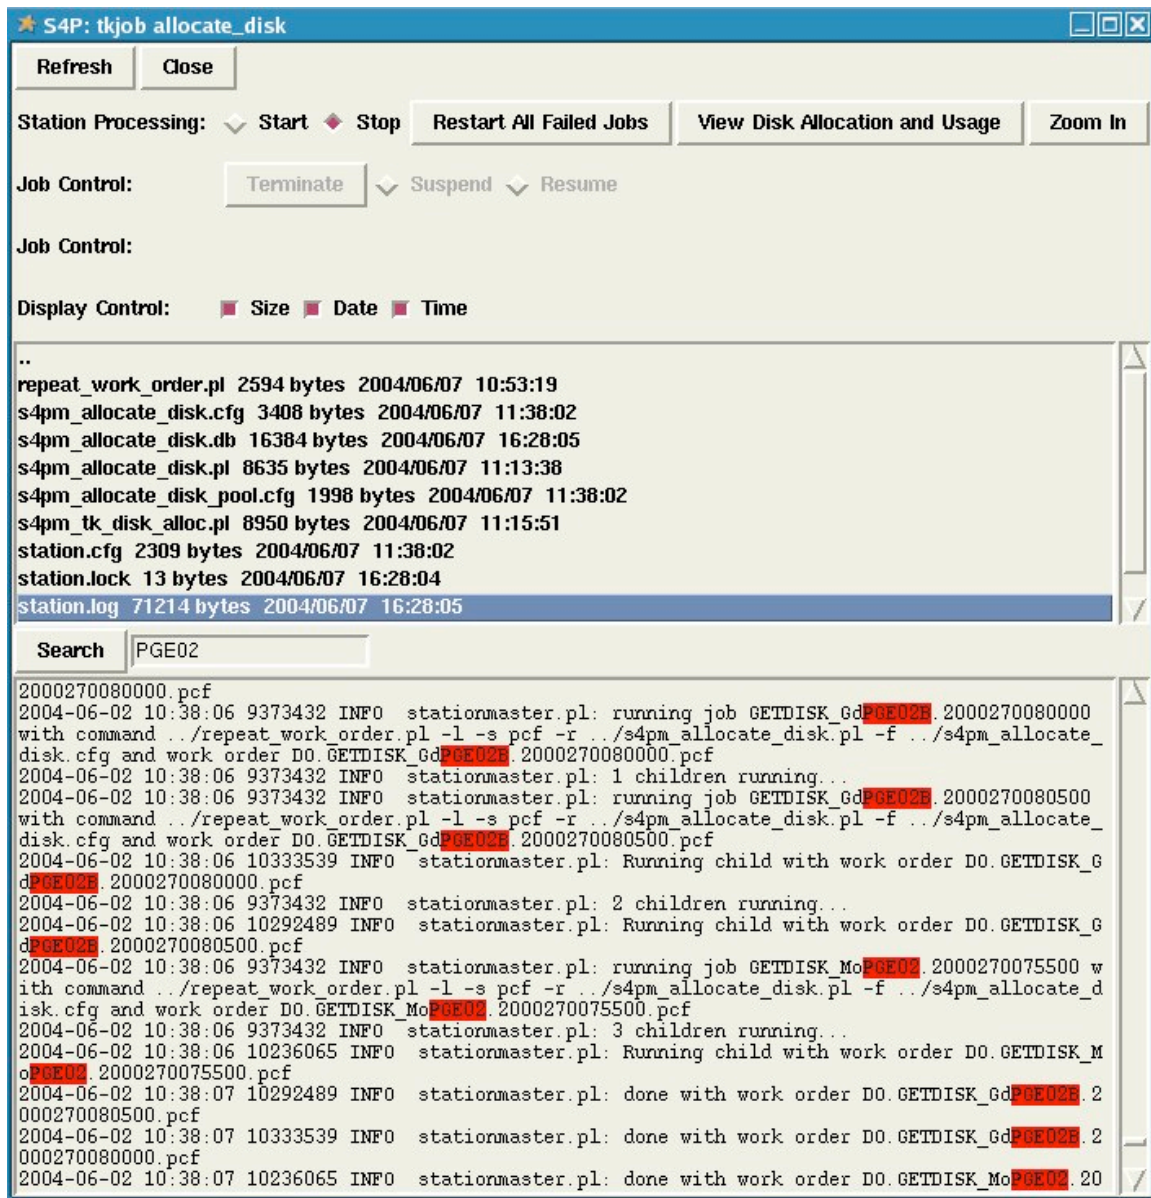 S4P: tkjob allocate_disk
Refresh Close
Station Processing: Start Stop Restart All Failed Jobs View Disk Allocation and Usage Zoom In
Job Control: Terminate Suspend Resume
Job Control:
Display Control: Size Date Time
..
repeat_work_order.pl 2594 bytes 2004/06/07 10:53:19
s4pm_allocate_disk.cfg 3408 bytes 2004/06/07 11:38:02
s4pm_allocate_disk.db 16384 bytes 2004/06/07 16:28:05
s4pm_allocate_disk.pl 8635 bytes 2004/06/07 11:13:38
s4pm_allocate_disk_pool.cfg 1998 bytes 2004/06/07 11:38:02
s4pm_tk_disk_alloc.pl 8950 bytes 2004/06/07 11:15:51
station.cfg 2309 bytes 2004/06/07 11:38:02
station.lock 13 bytes 2004/06/07 16:28:04
station.log 71214 bytes 2004/06/07 16:28:05
Search PGE02
2000270080000.pcf
2004-06-02 10:38:06 9373432 INFO  stationmaster.pl: running job GETDISK_GdPGE02B.2000270080000
with command ../repeat_work_order.pl -l -s pcf -r ../s4pm_allocate_disk.pl -f ../s4pm_allocate_
disk.cfg and work order DO.GETDISK_GdPGE02B.2000270080000.pcf
2004-06-02 10:38:06 9373432 INFO  stationmaster.pl: 1 children running...
2004-06-02 10:38:06 9373432 INFO  stationmaster.pl: running job GETDISK_GdPGE02B.2000270080500
with command ../repeat_work_order.pl -l -s pcf -r ../s4pm_allocate_disk.pl -f ../s4pm_allocate_
disk.cfg and work order DO.GETDISK_GdPGE02B.2000270080500.pcf
2004-06-02 10:38:06 10333539 INFO  stationmaster.pl: Running child with work order DO.GETDISK_G
dPGE02B.2000270080000.pcf
2004-06-02 10:38:06 9373432 INFO  stationmaster.pl: 2 children running...
2004-06-02 10:38:06 10292489 INFO  stationmaster.pl: Running child with work order DO.GETDISK_G
dPGE02B.2000270080500.pcf
2004-06-02 10:38:06 9373432 INFO  stationmaster.pl: running job GETDISK_MoPGE02.2000270075500 w
ith command ../repeat_work_order.pl -l -s pcf -r ../s4pm_allocate_disk.pl -f ../s4pm_allocate_d
isk.cfg and work order DO.GETDISK_MoPGE02.2000270075500.pcf
2004-06-02 10:38:06 9373432 INFO  stationmaster.pl: 3 children running...
2004-06-02 10:38:06 10236065 INFO  stationmaster.pl: Running child with work order DO.GETDISK_M
oPGE02.2000270075500.pcf
2004-06-02 10:38:07 10292489 INFO  stationmaster.pl: done with work order DO.GETDISK_GdPGE02B.2
000270080500.pcf
2004-06-02 10:38:07 10333539 INFO  stationmaster.pl: done with work order DO.GETDISK_GdPGE02B.2
000270080000.pcf
2004-06-02 10:38:07 10236065 INFO  stationmaster.pl: done with work order DO.GETDISK_MoPGE02.20